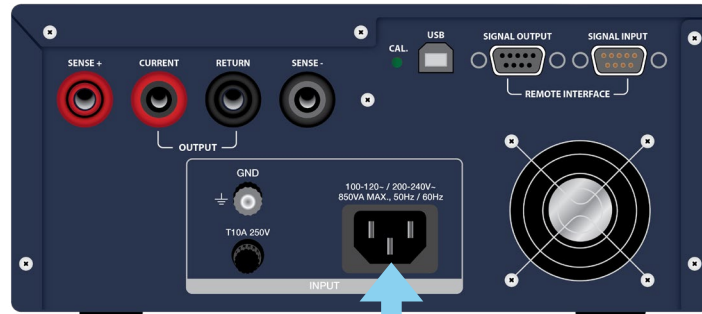 SENSE +
CURRENT
RETURN
SENSE -
OUTPUT
CAL.
USB
SIGNAL OUTPUT
SIGNAL INPUT
REMOTE INTERFACE
GND
T10A 250V
100-120~ / 200-240V~
850VA MAX., 50Hz / 60Hz
INPUT